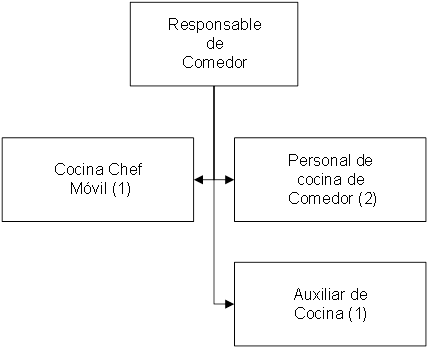 Responsable
de
Comedor
Cocina Chef
Móvil (1)
Personal de
cocina de
Comedor (2)
Auxiliar de
Cocina (1)